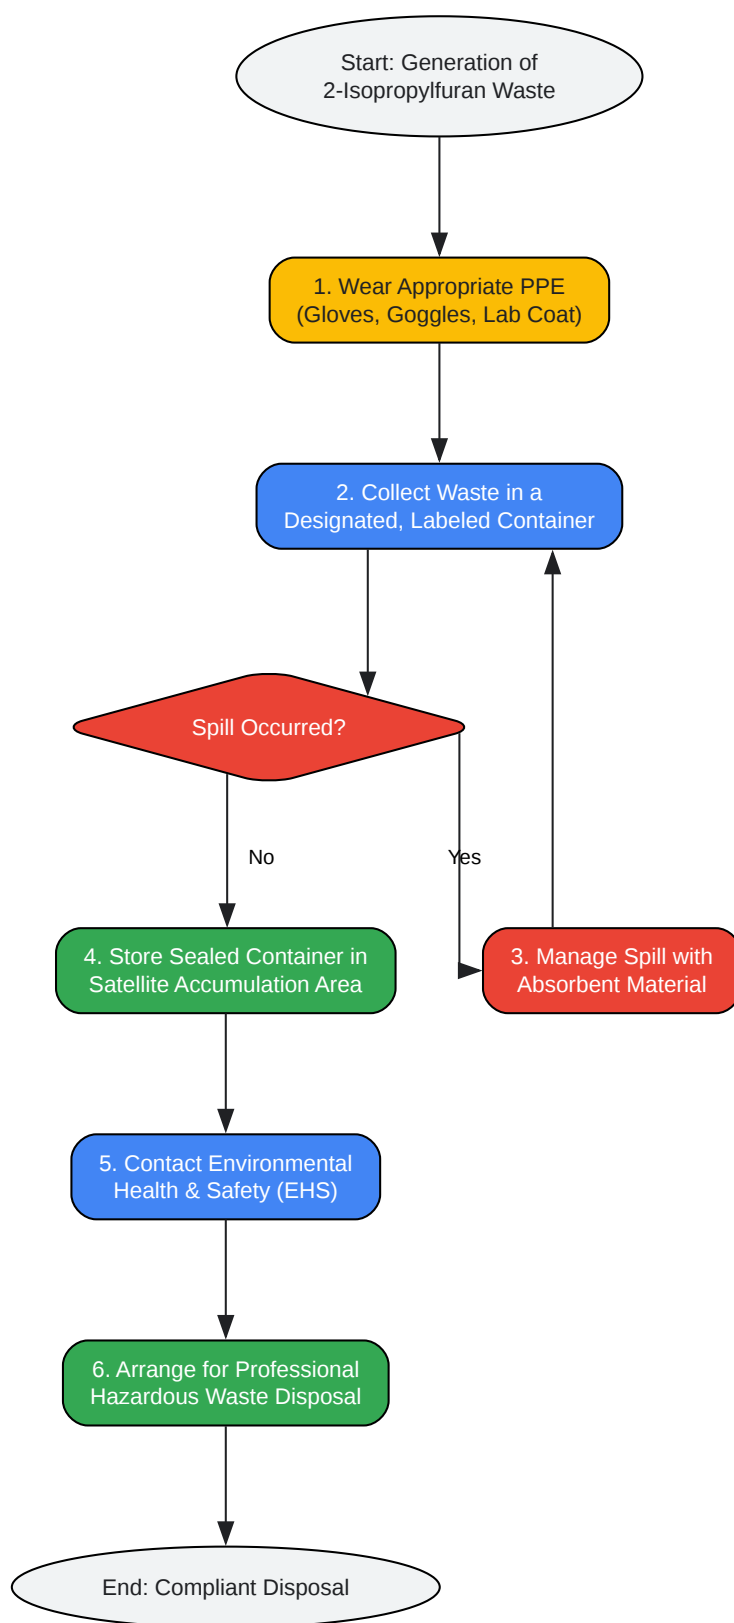 Start: Generation of
2-Isopropylfuran Waste
1. Wear Appropriate PPE
(Gloves, Goggles, Lab Coat)
2. Collect Waste in a
Designated, Labeled Container
Spill Occurred?
No
Yes
4. Store Sealed Container in
Satellite Accumulation Area
3. Manage Spill with
Absorbent Material
5. Contact Environmental
Health & Safety (EHS)
6. Arrange for Professional
Hazardous Waste Disposal
End: Compliant Disposal